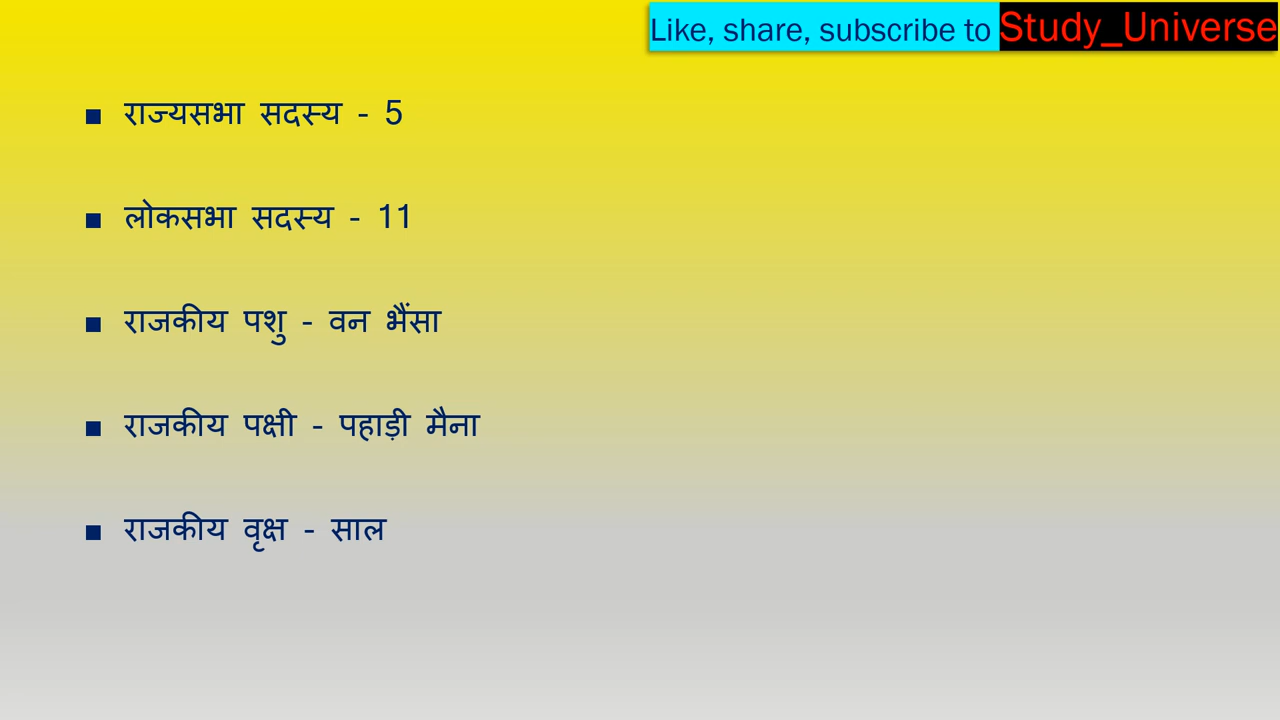 Like, share, subscribe to Study_Universe
▪ राज्यसभा सदस्य - 5
▪ लोकसभा सदस्य - 11
▪ राजकीय पशु - वन भैंसा
▪ राजकीय पक्षी - पहाड़ी मैना
▪ राजकीय वृक्ष - साल